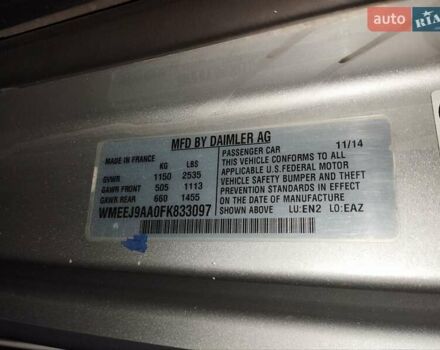 auto RIA
MFD BY DAIMLER AG
MADE IN FRANCE
KG LBS
GVWR 1150 2535
GAWR FRONT 505 1113
GAWR REAR 660 1455
WMEEJ9AA0FK833097
PASSENGER CAR 11/14
THIS VEHICLE CONFORMS TO ALL
APPLICABLE U.S.FEDERAL MOTOR
VEHICLE SAFETY BUMPER AND THEFT
PREVENTION STANDARDS IN EFFECT
ON THE DATE OF MANUFACTURE
SHOWN ABOVE LU:EN2 LO:EAZ